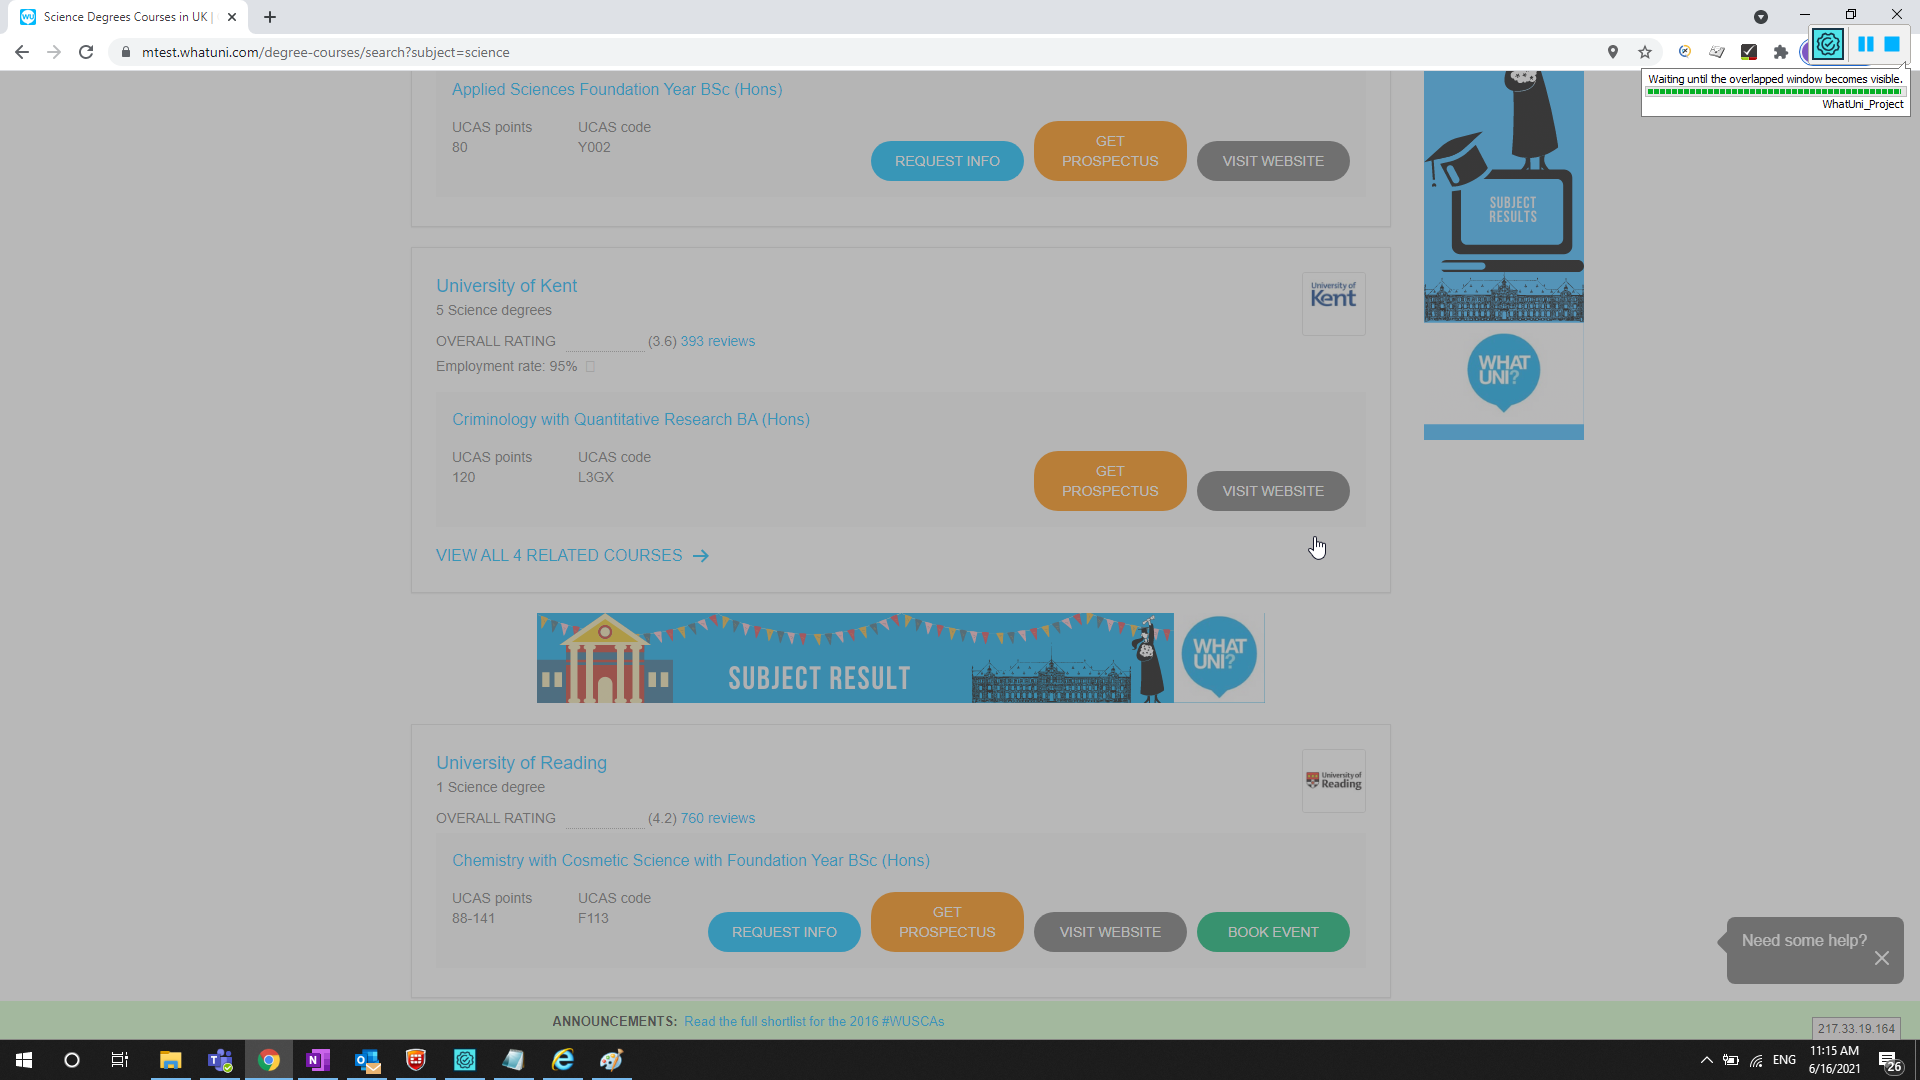 Science Degrees Courses in UK |
mtest.whatuni.com/degree-courses/search?subject=science
Waiting until the overlapped window becomes visible.
WhatUni_Project
Applied Sciences Foundation Year BSc (Hons)
UCAS points UCAS code
80 Y002
REQUEST INFO
GET
PROSPECTUS
VISIT WEBSITE
SUBJECT
RESULTS
WHAT
UNI?
University of Kent
5 Science degrees
OVERALL RATING (3.6) 393 reviews
Employment rate: 95%
University of
Kent
Criminology with Quantitative Research BA (Hons)
UCAS points UCAS code
120 L3GX
GET
PROSPECTUS
VISIT WEBSITE
VIEW ALL 4 RELATED COURSES
SUBJECT RESULT
WHAT
UNI?
University of Reading
1 Science degree
OVERALL RATING (4.2) 760 reviews
University of
Reading
Chemistry with Cosmetic Science with Foundation Year BSc (Hons)
UCAS points UCAS code
88-141 F113
REQUEST INFO
GET
PROSPECTUS
VISIT WEBSITE
BOOK EVENT
Need some help?
ANNOUNCEMENTS: Read the full shortlist for the 2016 #WUSCAs
217.33.19.164
ENG
11:15 AM
6/16/2021
26